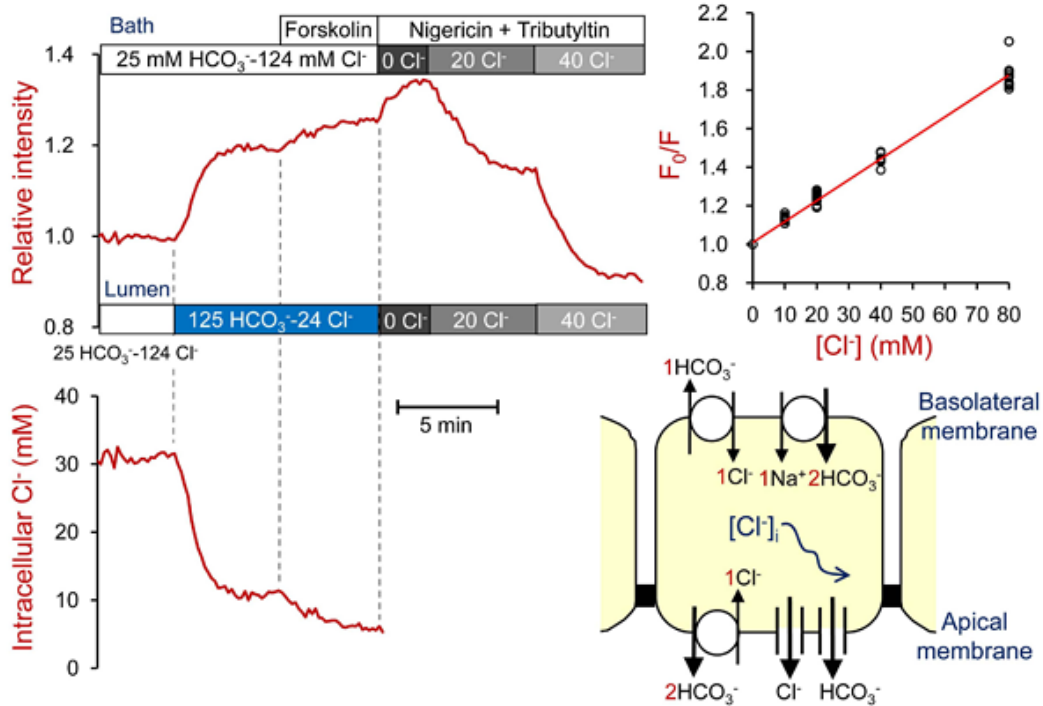 Bath
Forskolin
Nigericin + Tributyltin
25 mM HCO₃⁻-124 mM Cl⁻
0 Cl⁻
20 Cl⁻
40 Cl⁻
1.4
1.2
1.0
0.8
Relative intensity
Lumen
125 HCO₃⁻-24 Cl⁻
0 Cl⁻
20 Cl⁻
40 Cl⁻
25 HCO₃⁻-124 Cl⁻
40
30
20
10
0
Intracellular Cl⁻ (mM)
5 min
2.2
2.0
1.8
1.6
1.4
1.2
1.0
0.8
F₀/F
0 10 20 30 40 50 60 70 80
[Cl⁻] (mM)
1HCO₃⁻
Basolateral
membrane
1Cl⁻
1Na⁺
2HCO₃⁻
[Cl⁻]ᵢ
1Cl⁻
Apical
membrane
2HCO₃⁻
Cl⁻
HCO₃⁻